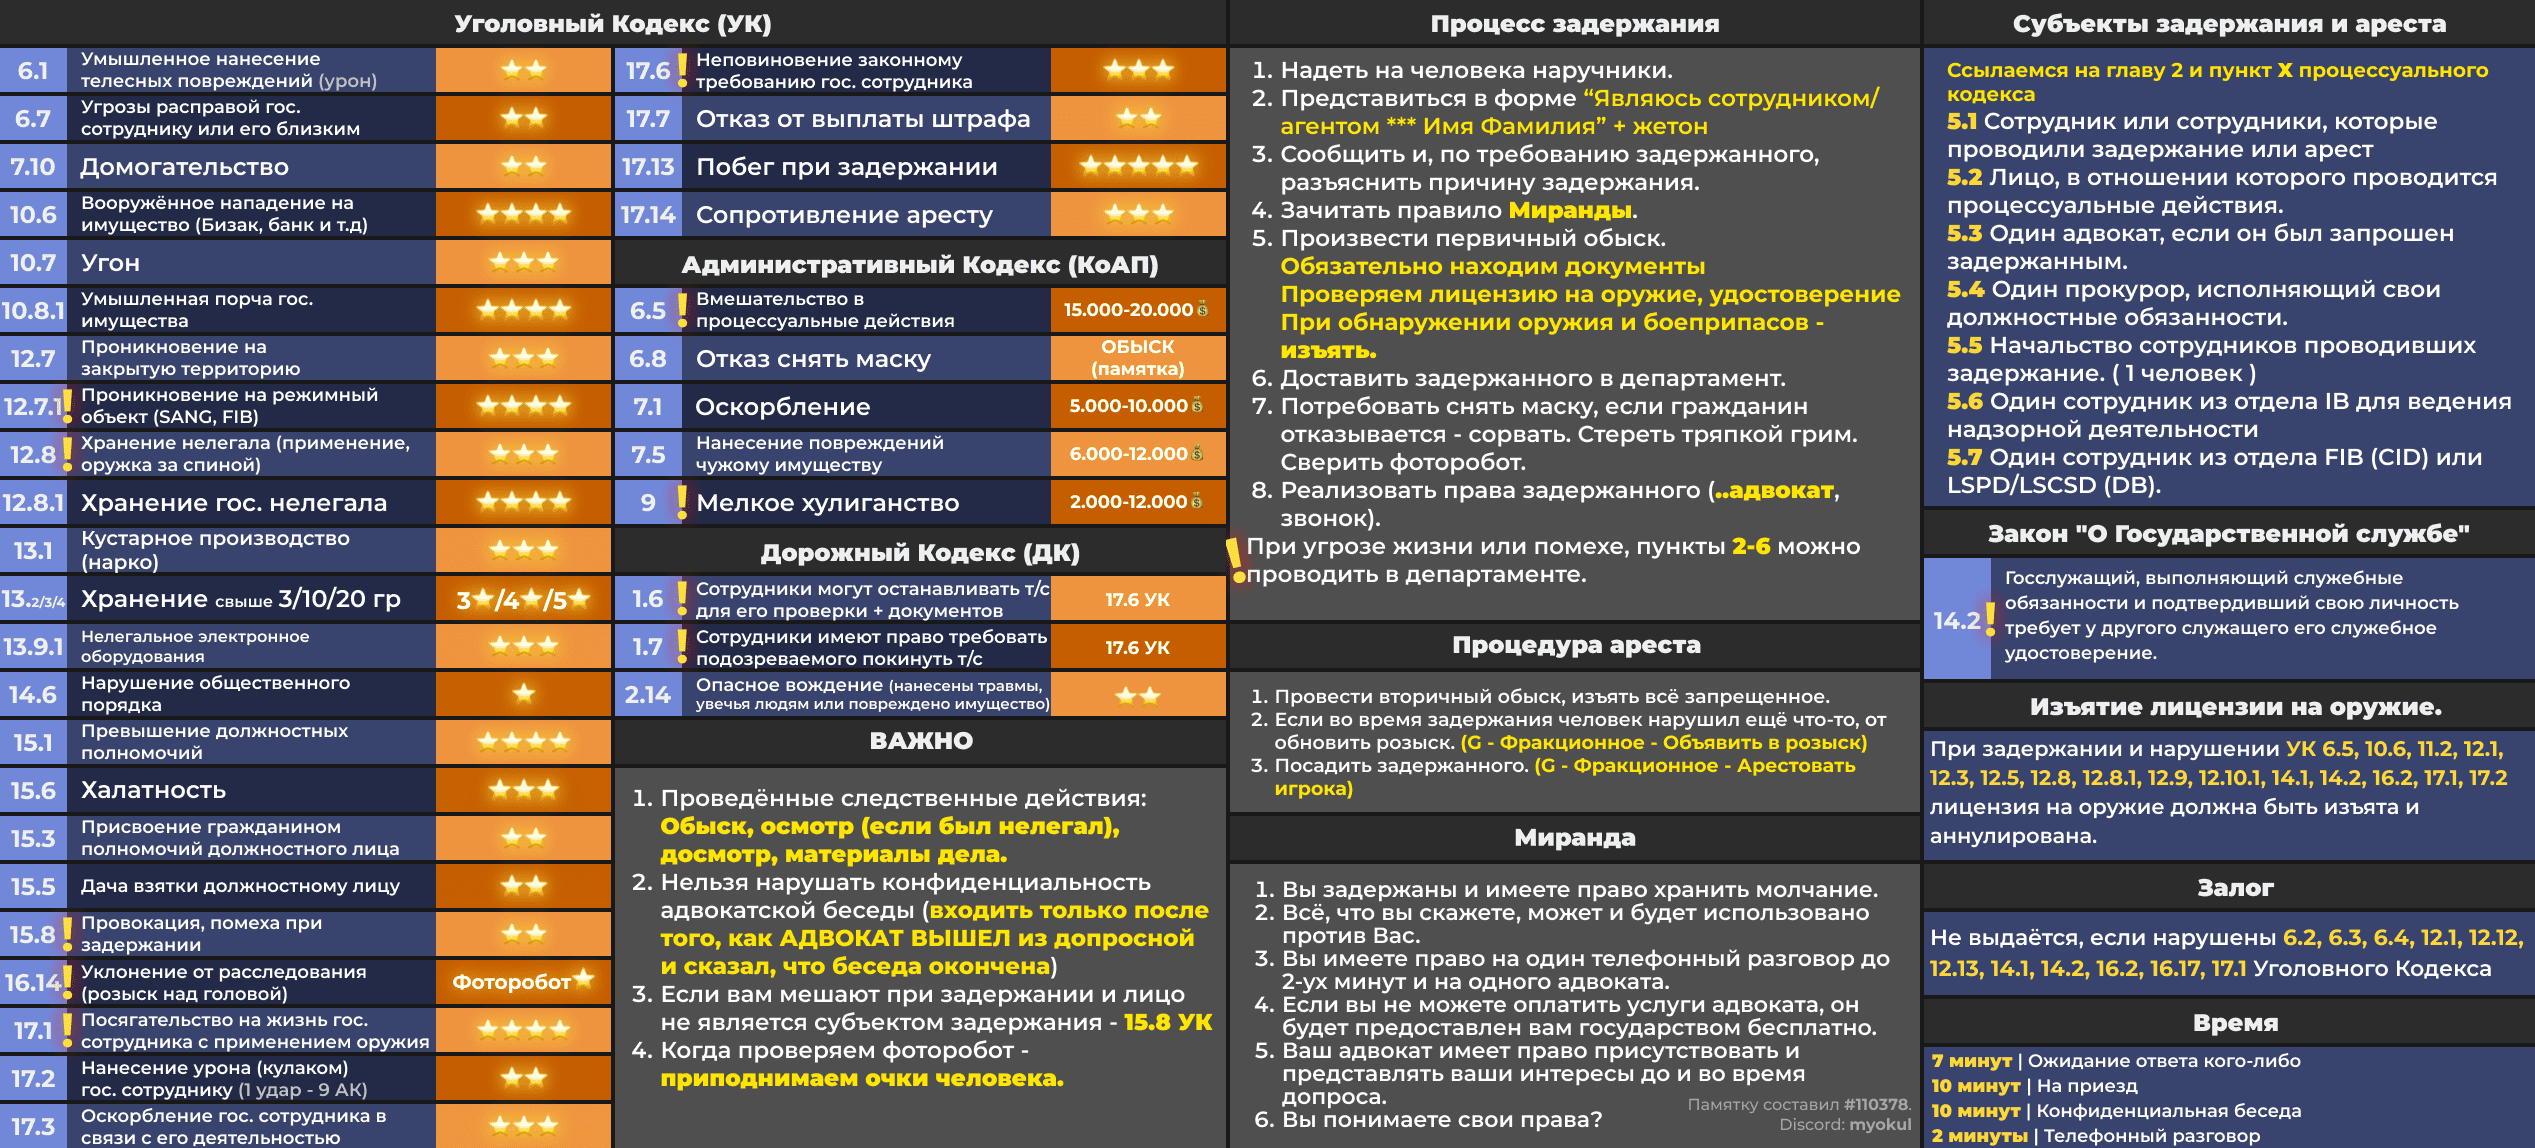 Уголовный Кодекс (УК)
6.1
Умышленное нанесение
телесных повреждений (урон)
6.7
Угрозы расправой гос.
сотруднику или его близким
7.10
Домогательство
10.6
Вооружённое нападение на
имущество (Бизак, банк и т.д)
10.7
Угон
10.8.1
Умышленная порча гос.
имущества
12.7
Проникновение на
закрытую территорию
12.7.1
Проникновение на режимный
объект (SANG, FIB)
12.8
Хранение нелегала (применение,
оружка за спиной)
12.8.1
Хранение гос. нелегала
13.1
Кустарное производство
(нарко)
13.2/3/4
Хранение свыше 3/10/20 гр
3⭐/4⭐/5⭐
13.9.1
Нелегальное электронное
оборудования
14.6
Нарушение общественного
порядка
15.1
Превышение должностных
полномочий
15.6
Халатность
15.3
Присвоение гражданином
полномочий должностного лица
15.5
Дача взятки должностному лицу
15.8
Провокация, помеха при
задержании
16.14
Уклонение от расследования
(розыск над головой)
Фоторобот
17.1
Посягательство на жизнь гос.
сотрудника с применением оружия
17.2
Нанесение урона (кулаком)
гос. сотруднику (1 удар - 9 АК)
17.3
Оскорбление гос. сотрудника в
связи с его деятельностью
17.6
Неповиновение законному
требованию гос. сотрудника
17.7
Отказ от выплаты штрафа
17.13
Побег при задержании
17.14
Сопротивление аресту
Административный Кодекс (КоАП)
6.5
Вмешательство в
процессуальные действия
15.000-20.000
6.8
Отказ снять маску
ОБЫСК
(памятка)
7.1
Оскорбление
5.000-10.000
7.5
Нанесение повреждений
чужому имуществу
6.000-12.000
9
Мелкое хулиганство
2.000-12.000
Дорожный Кодекс (ДК)
1.6
Сотрудники могут останавливать т/с
для его проверки + документов
17.6 УК
1.7
Сотрудники имеют право требовать
подозреваемого покинуть т/с
17.6 УК
2.14
Опасное вождение (нанесены травмы,
увечья людям или повреждено имущество)
ВАЖНО
1. Проведённые следственные действия:
Обыск, осмотр (если был нелегал),
досмотр, материалы дела.
2. Нельзя нарушать конфиденциальность
адвокатской беседы (входить только после
того, как АДВОКАТ ВЫШЕЛ из допросной
и сказал, что беседа окончена)
3. Если вам мешают при задержании и лицо
не является субъектом задержания - 15.8 УК
4. Когда проверяем фоторобот -
приподнимаем очки человека.
Процесс задержания
1. Надеть на человека наручники.
2. Представиться в форме “Являюсь сотрудником/
агентом *** Имя Фамилия” + жетон
3. Сообщить и, по требованию задержанного,
разъяснить причину задержания.
4. Зачитать правило Миранды.
5. Произвести первичный обыск.
Обязательно находим документы
Проверяем лицензию на оружие, удостоверение
При обнаружении оружия и боеприпасов -
изъять.
6. Доставить задержанного в департамент.
7. Потребовать снять маску, если гражданин
отказывается - сорвать. Стереть тряпкой грим.
Сверить фоторобот.
8. Реализовать права задержанного (..адвокат,
звонок).
При угрозе жизни или помехе, пункты 2-6 можно
проводить в департаменте.
Процедура ареста
1. Провести вторичный обыск, изъять всё запрещенное.
2. Если во время задержания человек нарушил ещё что-то, от
обновить розыск. (G - Фракционное - Объявить в розыск)
3. Посадить задержанного. (G - Фракционное - Арестовать
игрока)
Миранда
1. Вы задержаны и имеете право хранить молчание.
2. Всё, что вы скажете, может и будет использовано
против Вас.
3. Вы имеете право на один телефонный разговор до
2-ух минут и на одного адвоката.
4. Если вы не можете оплатить услуги адвоката, он
будет предоставлен вам государством бесплатно.
5. Ваш адвокат имеет право присутствовать и
представлять ваши интересы до и во время
допроса.
6. Вы понимаете свои права?
Памятку составил #110378.
Discord: myokul
Субъекты задержания и ареста
Ссылаемся на главу 2 и пункт X процессуального
кодекса
5.1 Сотрудник или сотрудники, которые
проводили задержание или арест
5.2 Лицо, в отношении которого проводится
процессуальные действия.
5.3 Один адвокат, если он был запрошен
задержанным.
5.4 Один прокурор, исполняющий свои
должностные обязанности.
5.5 Начальство сотрудников проводивших
задержание. ( 1 человек )
5.6 Один сотрудник из отдела IB для ведения
надзорной деятельности
5.7 Один сотрудник из отдела FIB (CID) или
LSPD/LSCSD (DB).
Закон "О Государственной службе"
14.2
Госслужащий, выполняющий служебные
обязанности и подтвердивший свою личность
требует у другого служащего его служебное
удостоверение.
Изъятие лицензии на оружие.
При задержании и нарушении УК 6.5, 10.6, 11.2, 12.1,
12.3, 12.5, 12.8, 12.8.1, 12.9, 12.10.1, 14.1, 14.2, 16.2, 17.1, 17.2
лицензия на оружие должна быть изъята и
аннулирована.
Залог
Не выдаётся, если нарушены 6.2, 6.3, 6.4, 12.1, 12.12,
12.13, 14.1, 14.2, 16.2, 16.17, 17.1 Уголовного Кодекса
Время
7 минут | Ожидание ответа кого-либо
10 минут | На приезд
10 минут | Конфиденциальная беседа
2 минуты | Телефонный разговор